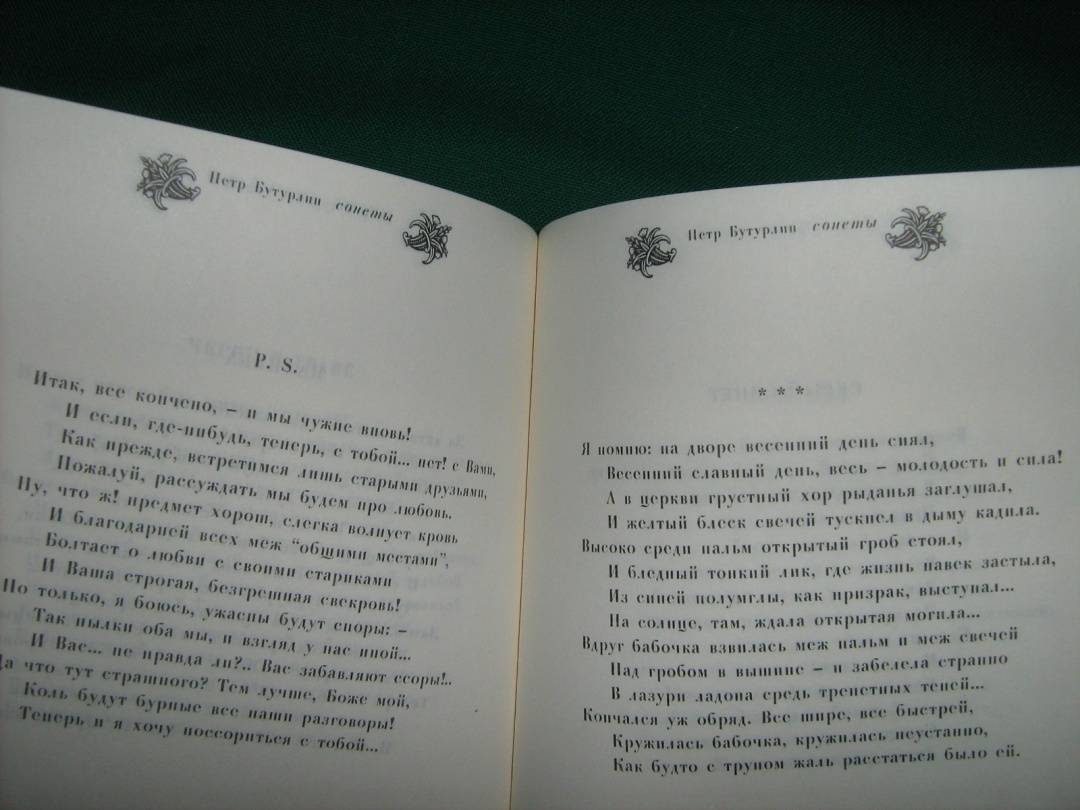 Петр Бутурлин сонеты
P. S.
Итак, все кончено, – и мы чужие вновь!
И если, где-нибудь, теперь, с тобой... нет! с Вами,
Как прежде, встретимся лишь старыми друзьями,
Пожалуй, рассуждать мы будем про любовь.
Ну, что ж! предмет хорош, слегка волнует кровь
И благодарней всех меж "общими местами",
Болтает о любви с своими стариками
И Ваша строгая, безгрешная свекровь!
Но только, я боюсь, ужасны будут споры: –
Так пылки оба мы, и взгляд у нас иной...
И Вас... не правда ли?.. Вас забавляют ссоры!..
Да что тут страшного? Тем лучше, Боже мой,
Коль будут бурные все наши разговоры!
Теперь и я хочу поссориться с тобой...
Петр Бутурлин сонеты
* * *
Я помню: на дворе весенний день сиял,
Весенний славный день, весь – молодость и сила!
А в церкви грустный хор рыданья заглушал,
И желтый блеск свечей тускнел в дыму кадила.
Высоко среди пальм открытый гроб стоял,
И бледный тонкий лик, где жизнь навек застыла,
Из синей полумглы, как призрак, выступал...
На солнце, там, ждала открытая могила...
Вдруг бабочка взвилась меж пальм и меж свечей
Над гробом в вышине – и забелела странно
В лазури ладона средь трепетных теней...
Кончался уж обряд. Все шире, все быстрей,
Кружилась бабочка, кружилась неустанно,
Как будто с трупом жаль расстаться было ей.